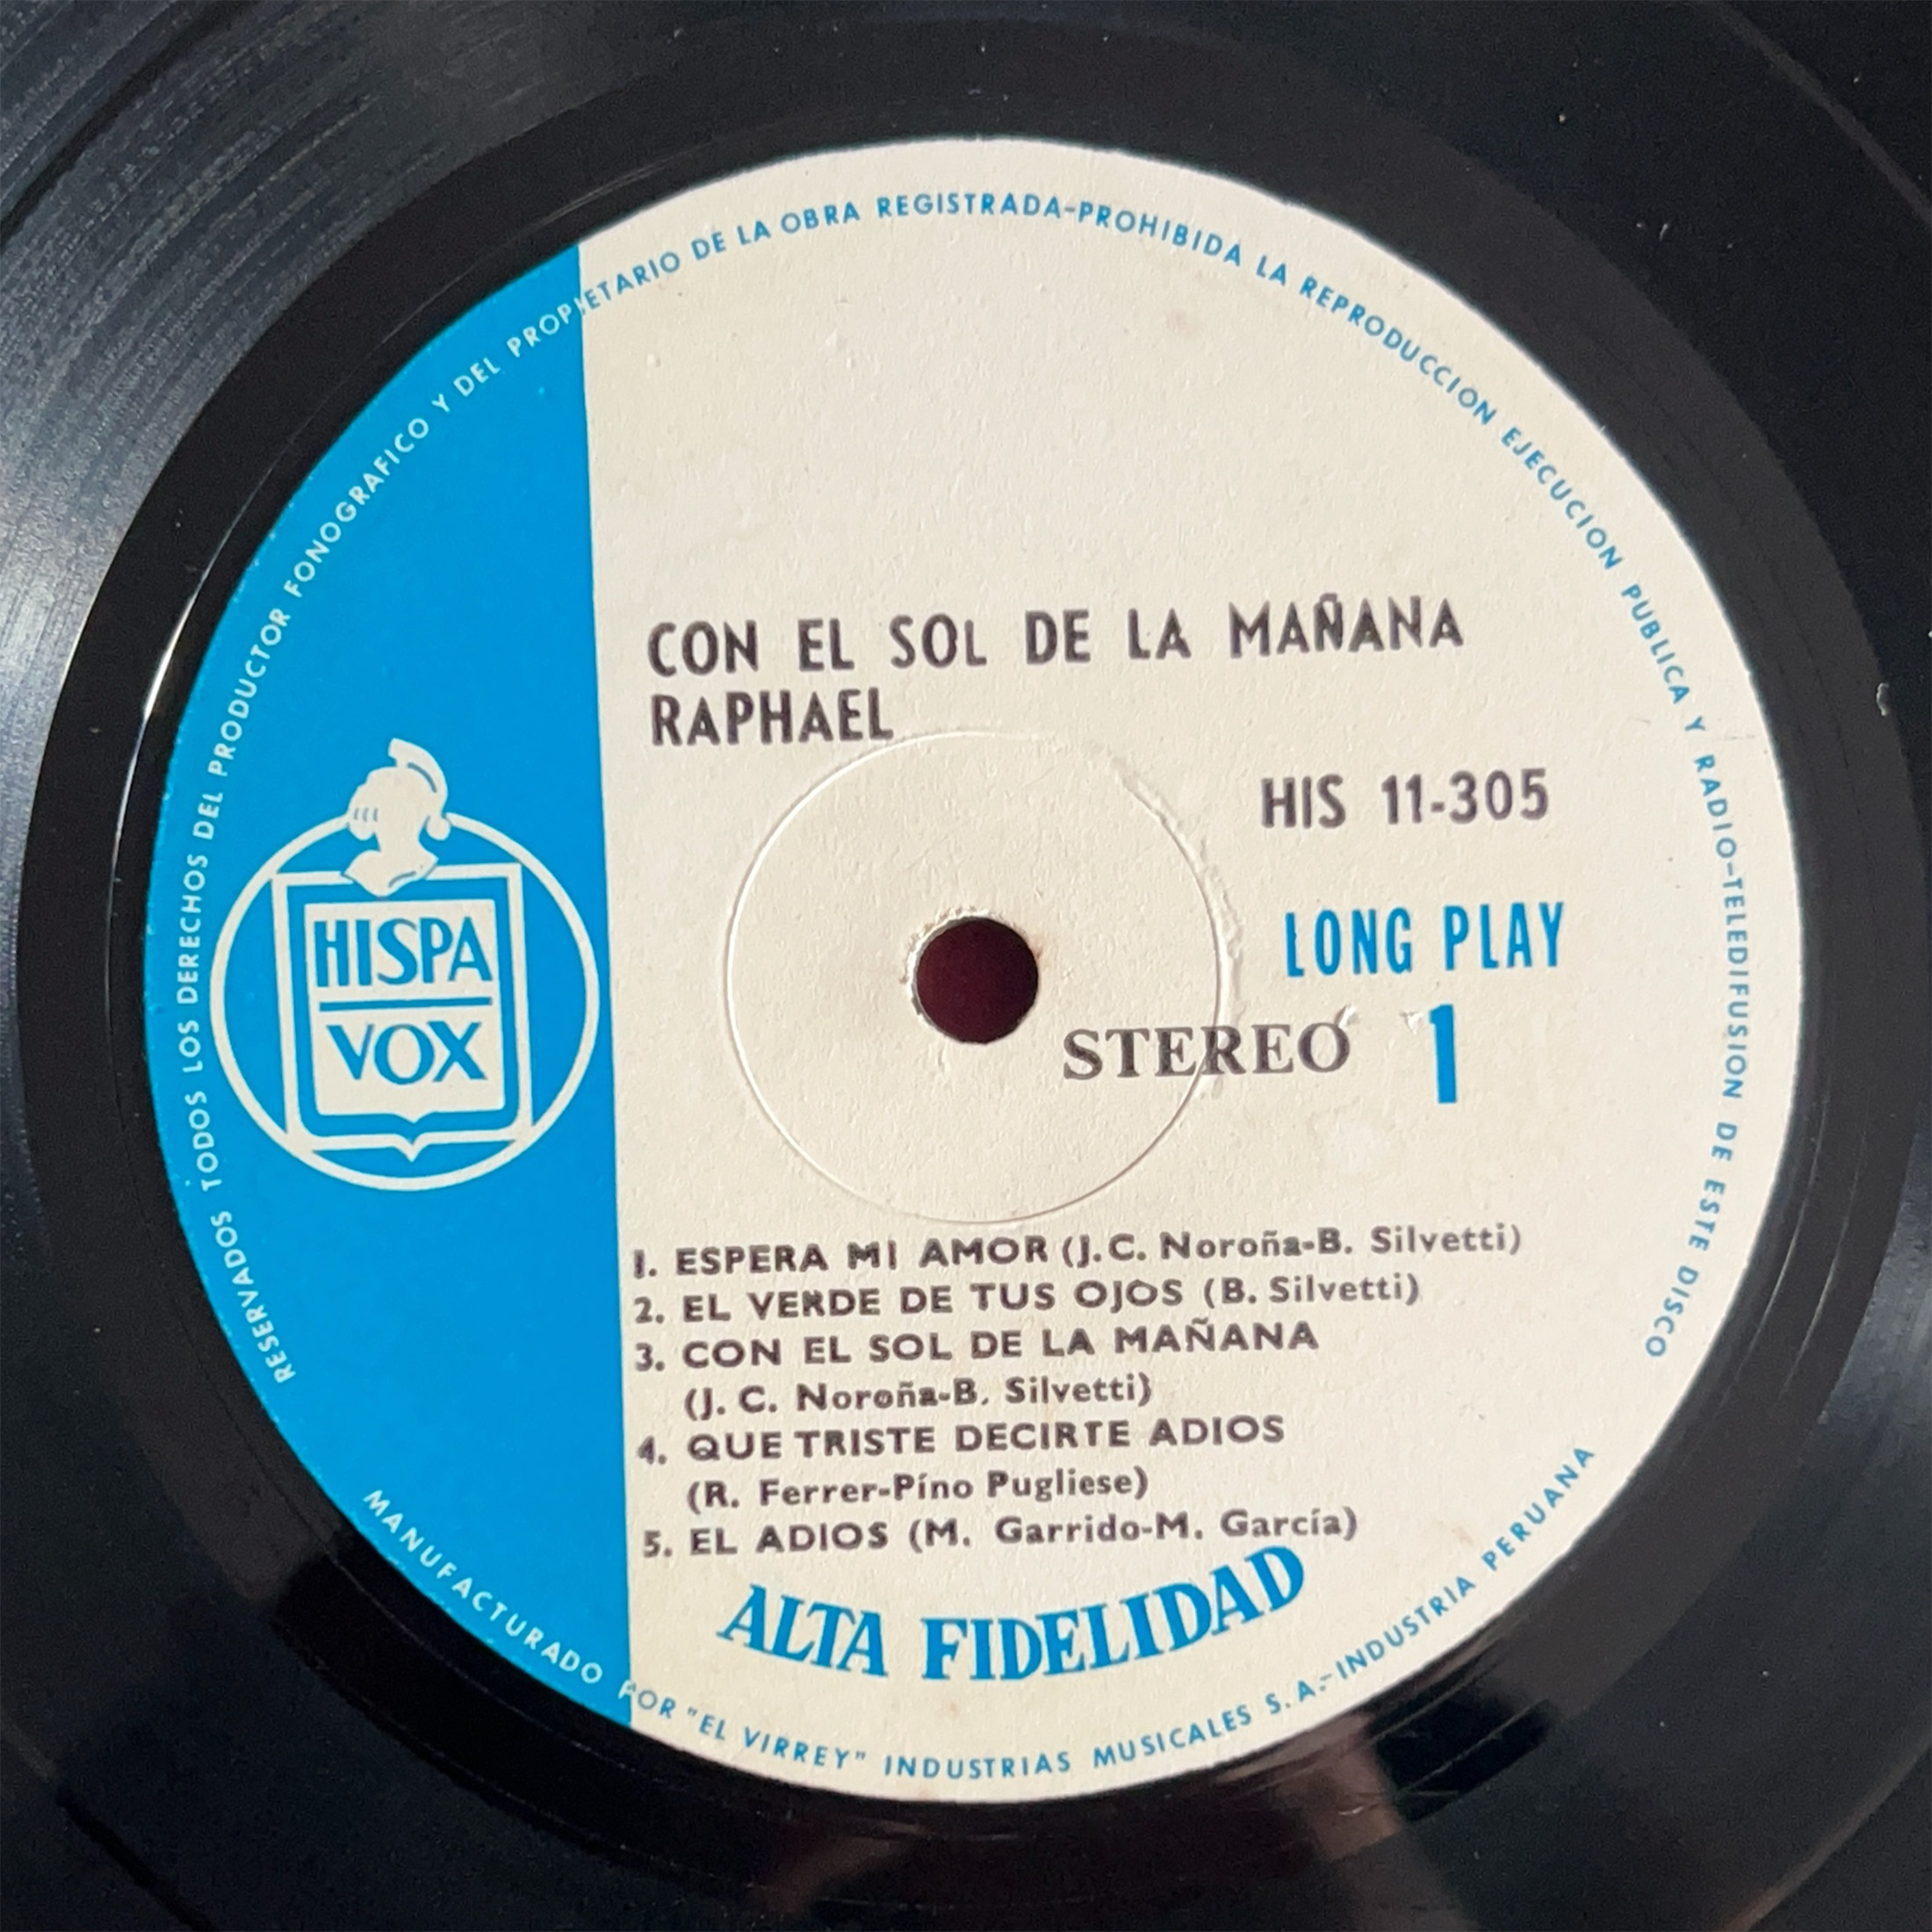 RESERVADOS TODOS LOS DERECHOS DEL PRODUCTOR FONOGRAFICO Y DEL PROPIETARIO DE LA OBRA REGISTRADA-PROHIBIDA LA REPRODUCCION EJECUCION PUBLICA Y RADIO-TELEDIFUSION DE ESTE DISCO
CON EL SOL DE LA MAÑANA
RAPHAEL
HIS 11-305
LONG PLAY
STEREO 1
HISPA
VOX
1. ESPERA MI AMOR (J.C. Noroña-B. Silvetti)
2. EL VERDE DE TUS OJOS (B. Silvetti)
3. CON EL SOL DE LA MAÑANA
(J. C. Noroña-B. Silvetti)
4. QUE TRISTE DECIRTE ADIOS
(R. Ferrer-Píno Pugliese)
5. EL ADIOS (M. Garrido-M. García)
ALTA FIDELIDAD
MANUFACTURADO POR "EL VIRREY" INDUSTRIAS MUSICALES S.A.-INDUSTRIA PERUANA